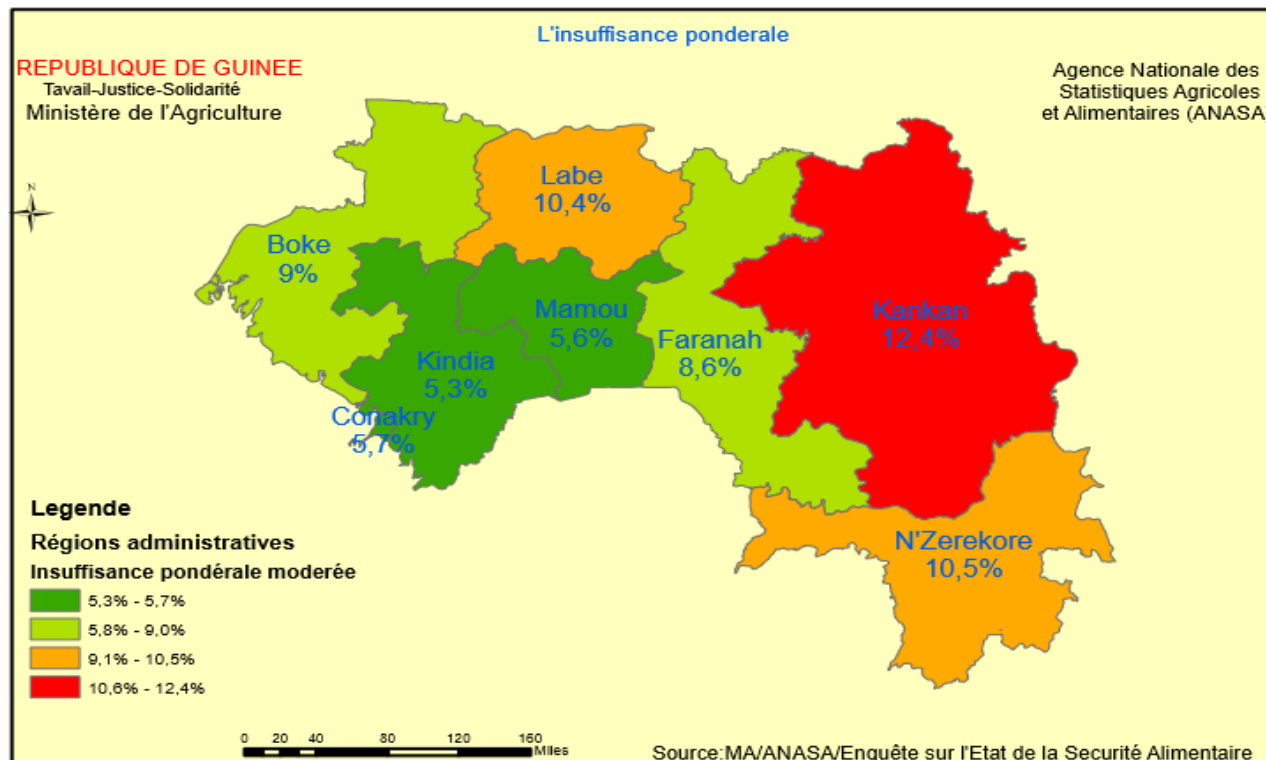 L'insuffisance ponderale
REPUBLIQUE DE GUINEE
Tavail-Justice-Solidarité
Ministère de l'Agriculture
Agence Nationale des
Statistiques Agricoles
et Alimentaires (ANASA)
N
Labe
10,4%
Boke
9%
Mamou
5,6%
Kankan
12,4%
Faranah
8,6%
Kindia
5,3%
Conakry
5,7%
N'Zerekore
10,5%
Legende
Régions administratives
Insuffisance pondérale moderée
5,3% - 5,7%
5,8% - 9,0%
9,1% - 10,5%
10,6% - 12,4%
0 20 40 80 120 160
Miles
Source:MA/ANASA/Enquête sur l'Etat de la Securité Alimentaire